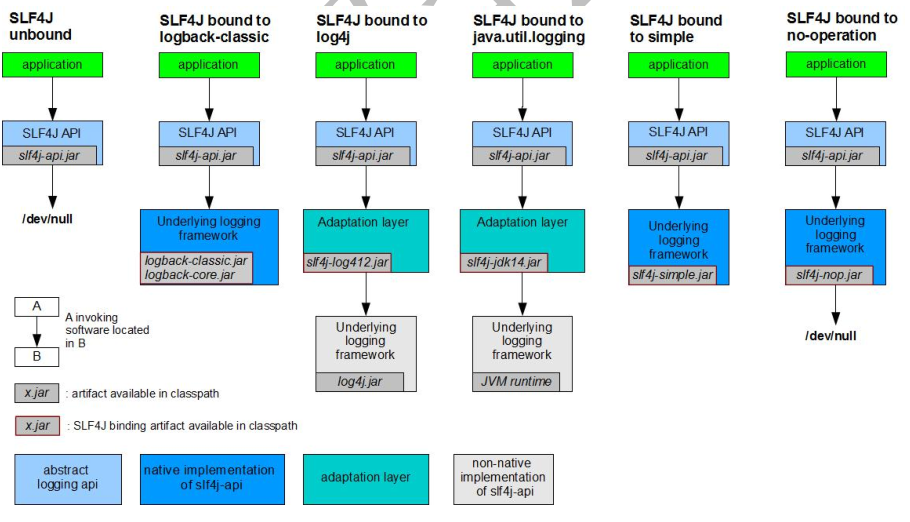 SLF4J
unbound
application
SLF4J API
slf4j-api.jar
/dev/null
SLF4J bound to
logback-classic
application
SLF4J API
slf4j-api.jar
Underlying logging
framework
logback-classic.jar
logback-core.jar
SLF4J bound to
log4j
application
SLF4J API
slf4j-api.jar
Adaptation layer
slf4j-log412.jar
Underlying
logging
framework
log4j.jar
SLF4J bound to
java.util.logging
application
SLF4J API
slf4j-api.jar
Adaptation layer
slf4j-jdk14.jar
Underlying
logging
framework
JVM runtime
SLF4J bound
to simple
application
SLF4J API
slf4j-api.jar
Underlying
logging
framework
slf4j-simple.jar
SLF4J bound to
no-operation
application
SLF4J API
slf4j-api.jar
Underlying
logging
framework
slf4j-nop.jar
/dev/null
A
A invoking
software located
in B
B
x.jar : artifact available in classpath
x.jar : SLF4J binding artifact available in classpath
abstract
logging api
native implementation
of slf4j-api
adaptation layer
non-native
implementation
of slf4j-api